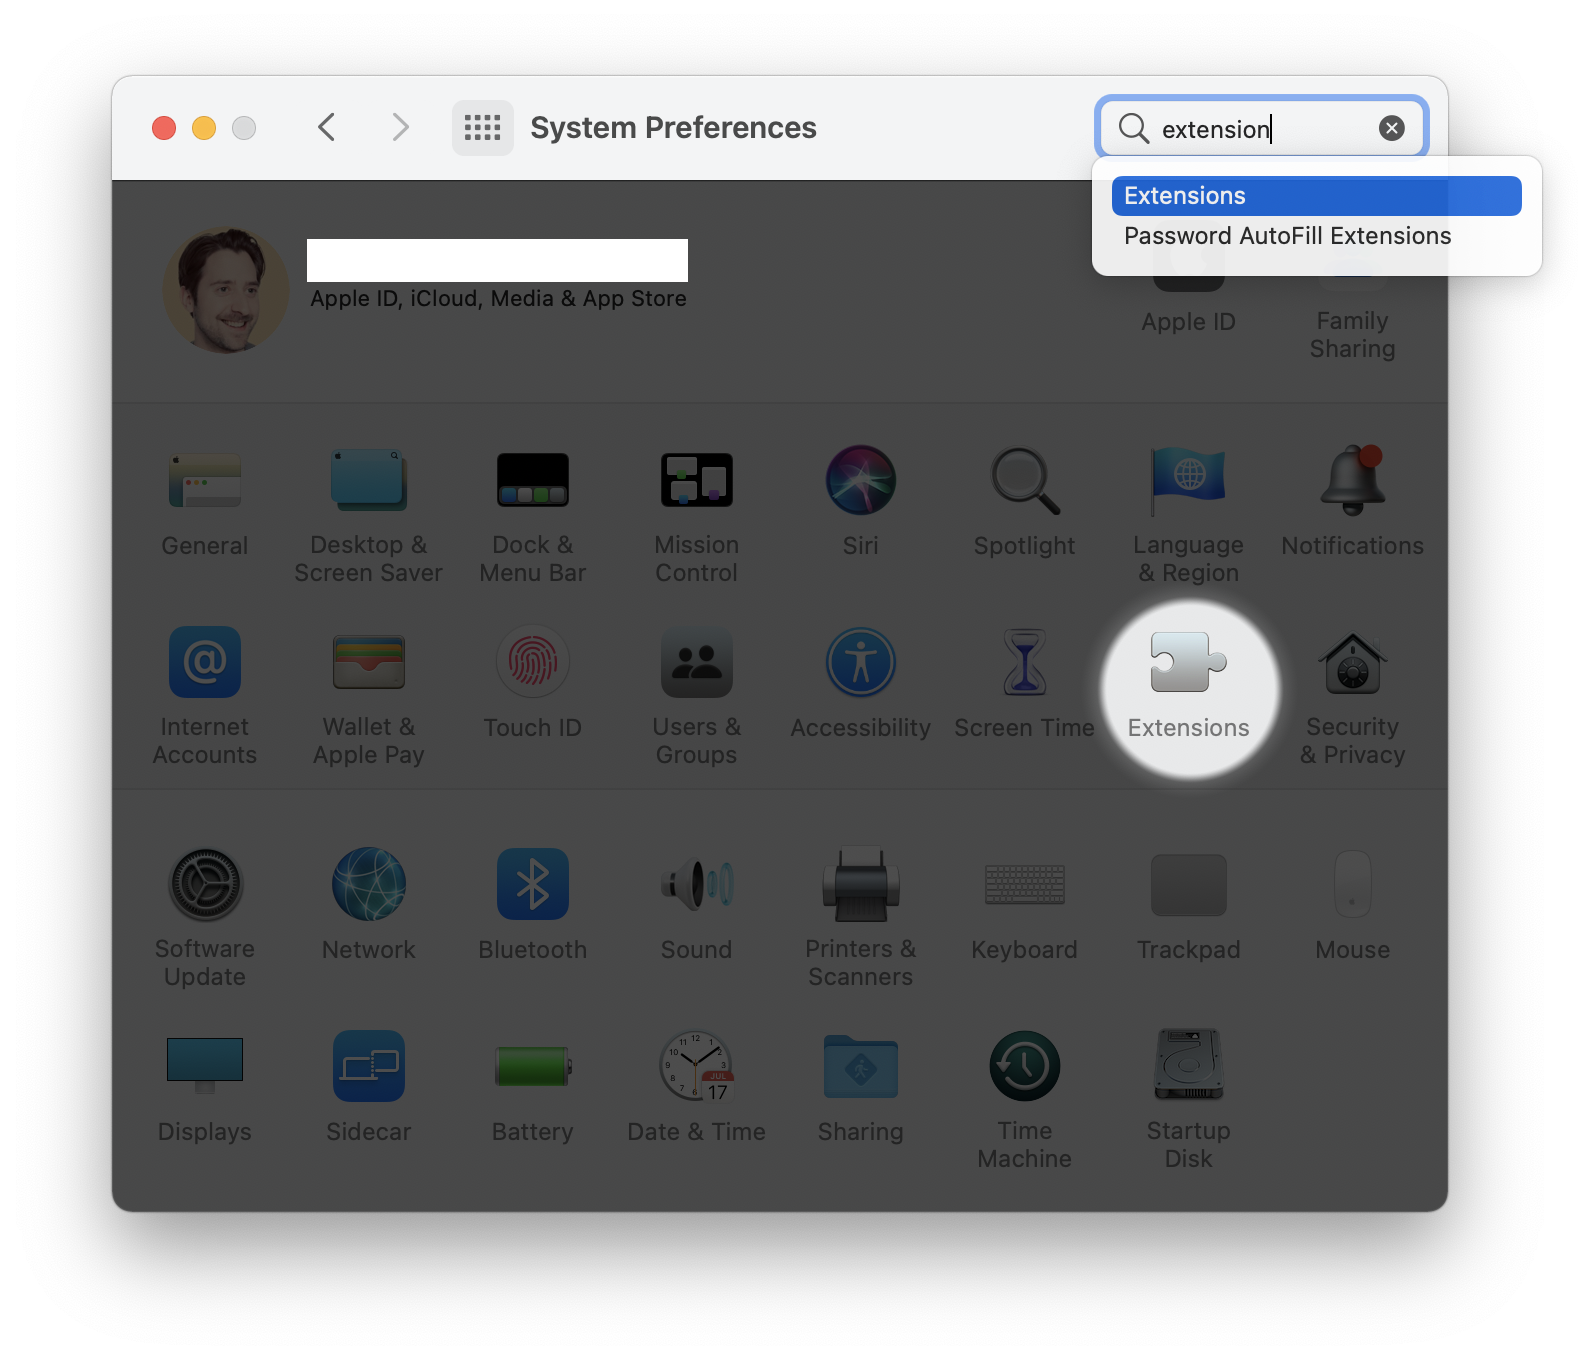 System Preferences
extension
Extensions
Password AutoFill Extensions
Apple ID, iCloud, Media & App Store
Apple ID
Family
Sharing
General
Desktop &
Screen Saver
Dock &
Menu Bar
Mission
Control
Siri
Spotlight
Language
& Region
Notifications
Internet
Accounts
Wallet &
Apple Pay
Touch ID
Users &
Groups
Accessibility
Screen Time
Extensions
Security
& Privacy
Software
Update
Network
Bluetooth
Sound
Printers &
Scanners
Keyboard
Trackpad
Mouse
Displays
Sidecar
Battery
JUL
17
Date & Time
Sharing
Time
Machine
Startup
Disk